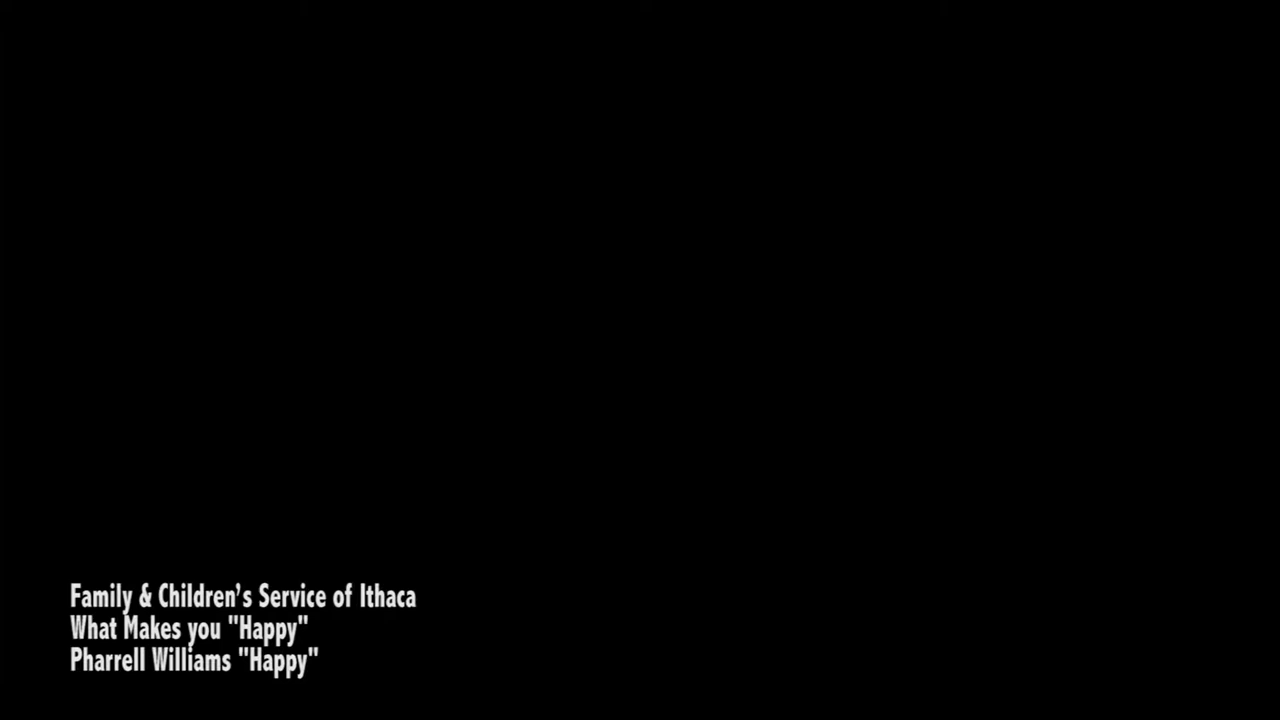 Family & Children’s Service of Ithaca
What Makes you "Happy"
Pharrell Williams "Happy"